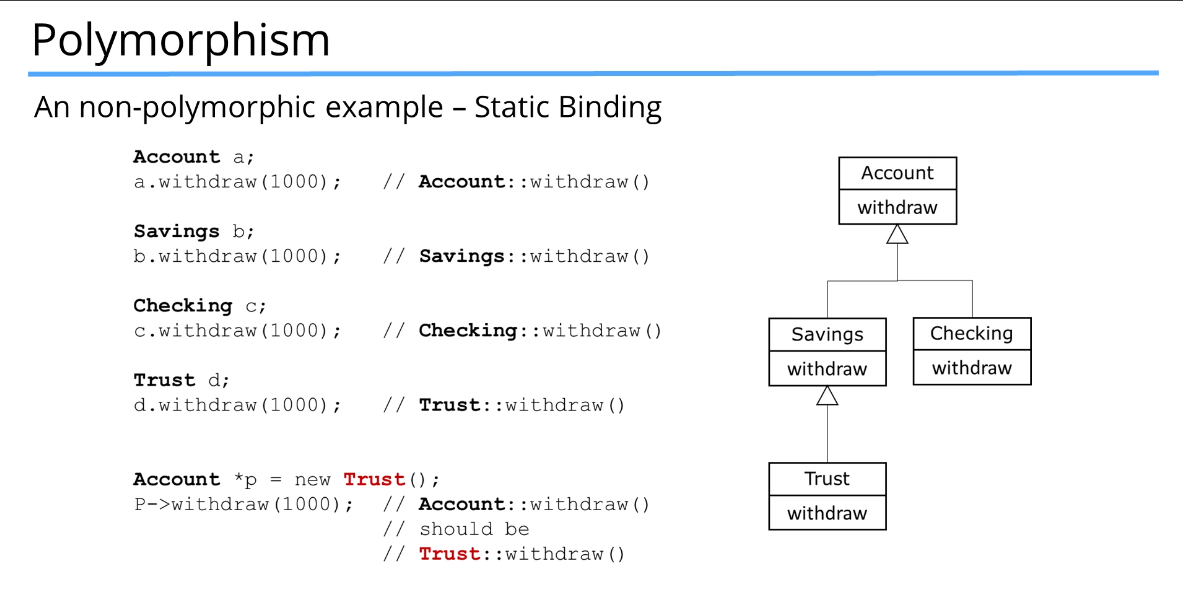 Polymorphism
An non-polymorphic example – Static Binding
Account a;
a.withdraw(1000);   // Account::withdraw()
Savings b;
b.withdraw(1000);   // Savings::withdraw()
Checking c;
c.withdraw(1000);   // Checking::withdraw()
Trust d;
d.withdraw(1000);   // Trust::withdraw()
Account *p = new Trust();
P->withdraw(1000);  // Account::withdraw()
// should be
// Trust::withdraw()
Account
withdraw
Savings
withdraw
Checking
withdraw
Trust
withdraw